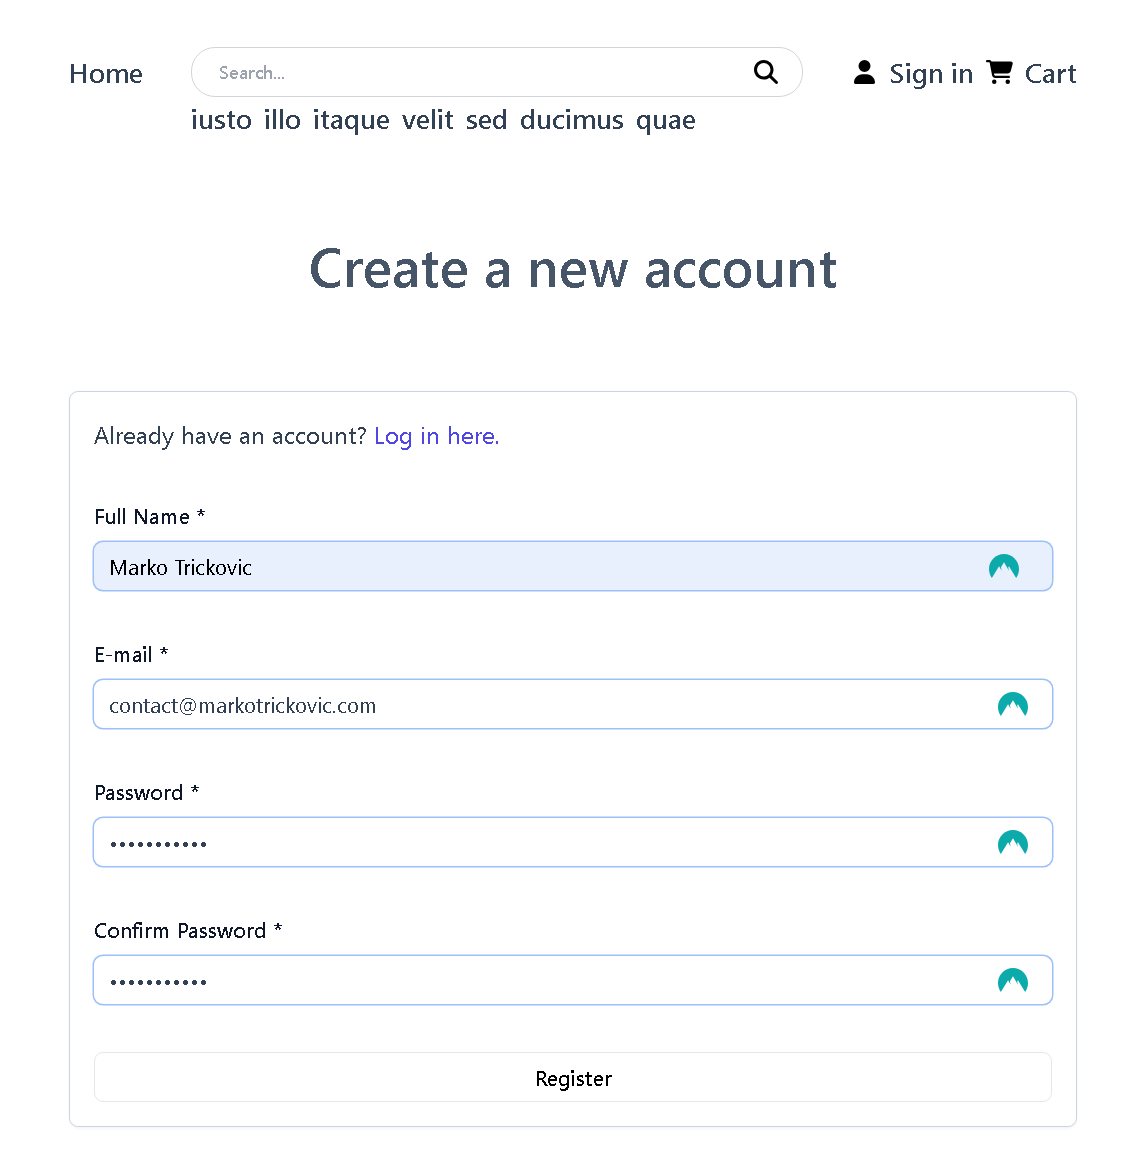 Home
Search...
Sign in
Cart
iusto illo itaque velit sed ducimus quae
Create a new account
Already have an account? Log in here.
Full Name *
Marko Trickovic
E-mail *
contact@markotrickovic.com
Password *
•••••••••••
Confirm Password *
•••••••••••
Register